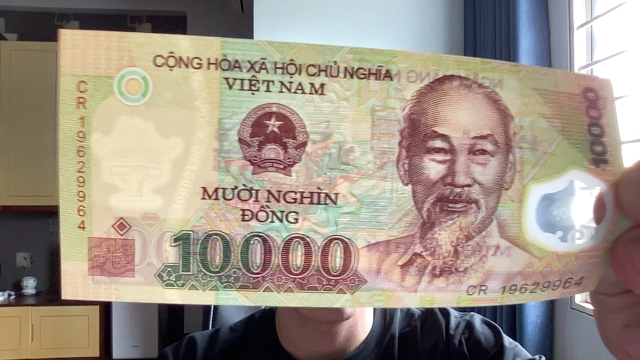 CỘNG HÒA XÃ HỘI CHỦ NGHĨA
VIỆT NAM
CR 19629964
10000
MƯỜI NGHÌN
ĐỒNG
10000
CR 19629964